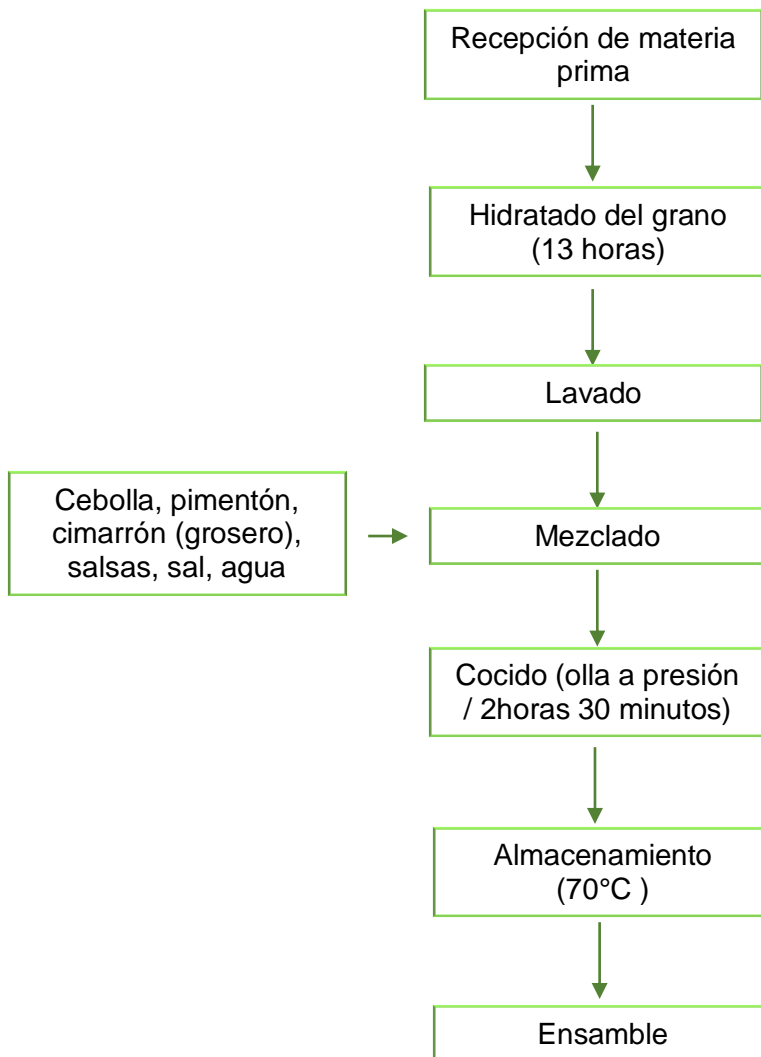 Recepción de materia
prima
Hidratado del grano
(13 horas)
Lavado
Cebolla, pimentón,
cimarrón (grosero),
salsas, sal, agua
Mezclado
Cocido (olla a presión
/ 2horas 30 minutos)
Almacenamiento
(70°C )
Ensamble